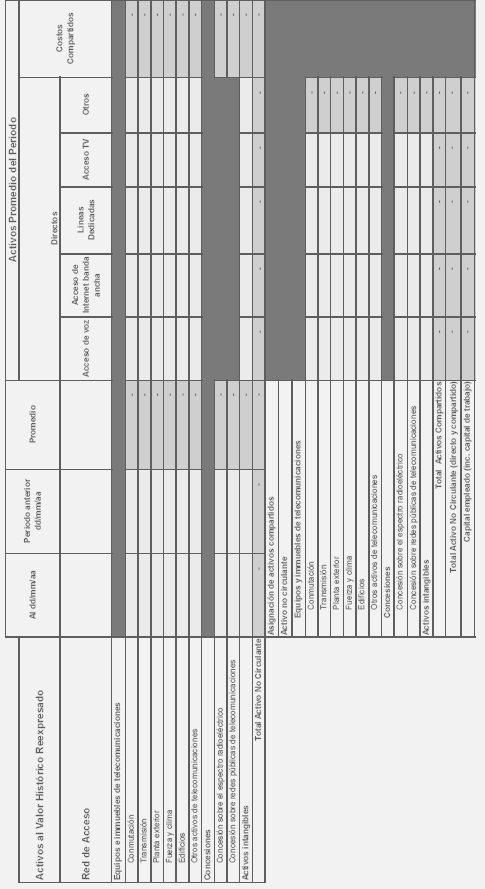 Activos al Valor Histórico Reexpresado
Al dd/mm/aa
Período anterior
dd/mm/aa
Promedio
Activos Promedio del Periodo
Red de Acceso
Directos
Costos
Compartidos
Acceso de voz
Acceso de
Internet banda
ancha
Líneas
Dedicadas
Acceso TV
Otros
Equipos e inmuebles de telecomunicaciones
Conmutación - -
Transmisión - -
Planta exterior - -
Fuerza y clima - -
Edificios - -
Otros activos de telecomunicaciones - -
Concesiones
Concesión sobre el espectro radioeléctrico - -
Concesión sobre redes públicas de telecomunicaciones - -
Activos intangibles - -
Total Activo No Circulante - - - - - - - - -
Asignación de activos compartidos
Activo no circulante
Equipos y inmuebles de telecomunicaciones
Conmutación -
Transmisión -
Planta exterior -
Fuerza y clima -
Edificios -
Otros activos de telecomunicaciones -
Concesiones
Concesión sobre el espectro radioeléctrico -
Concesión sobre redes públicas de telecomunicaciones -
Activos intangibles -
Total Activos Compartidos - - - - -
Total Activo No Circulante (directo y compartido) - - - - -
Capital empleado (inc. capital de trabajo) - - - - -